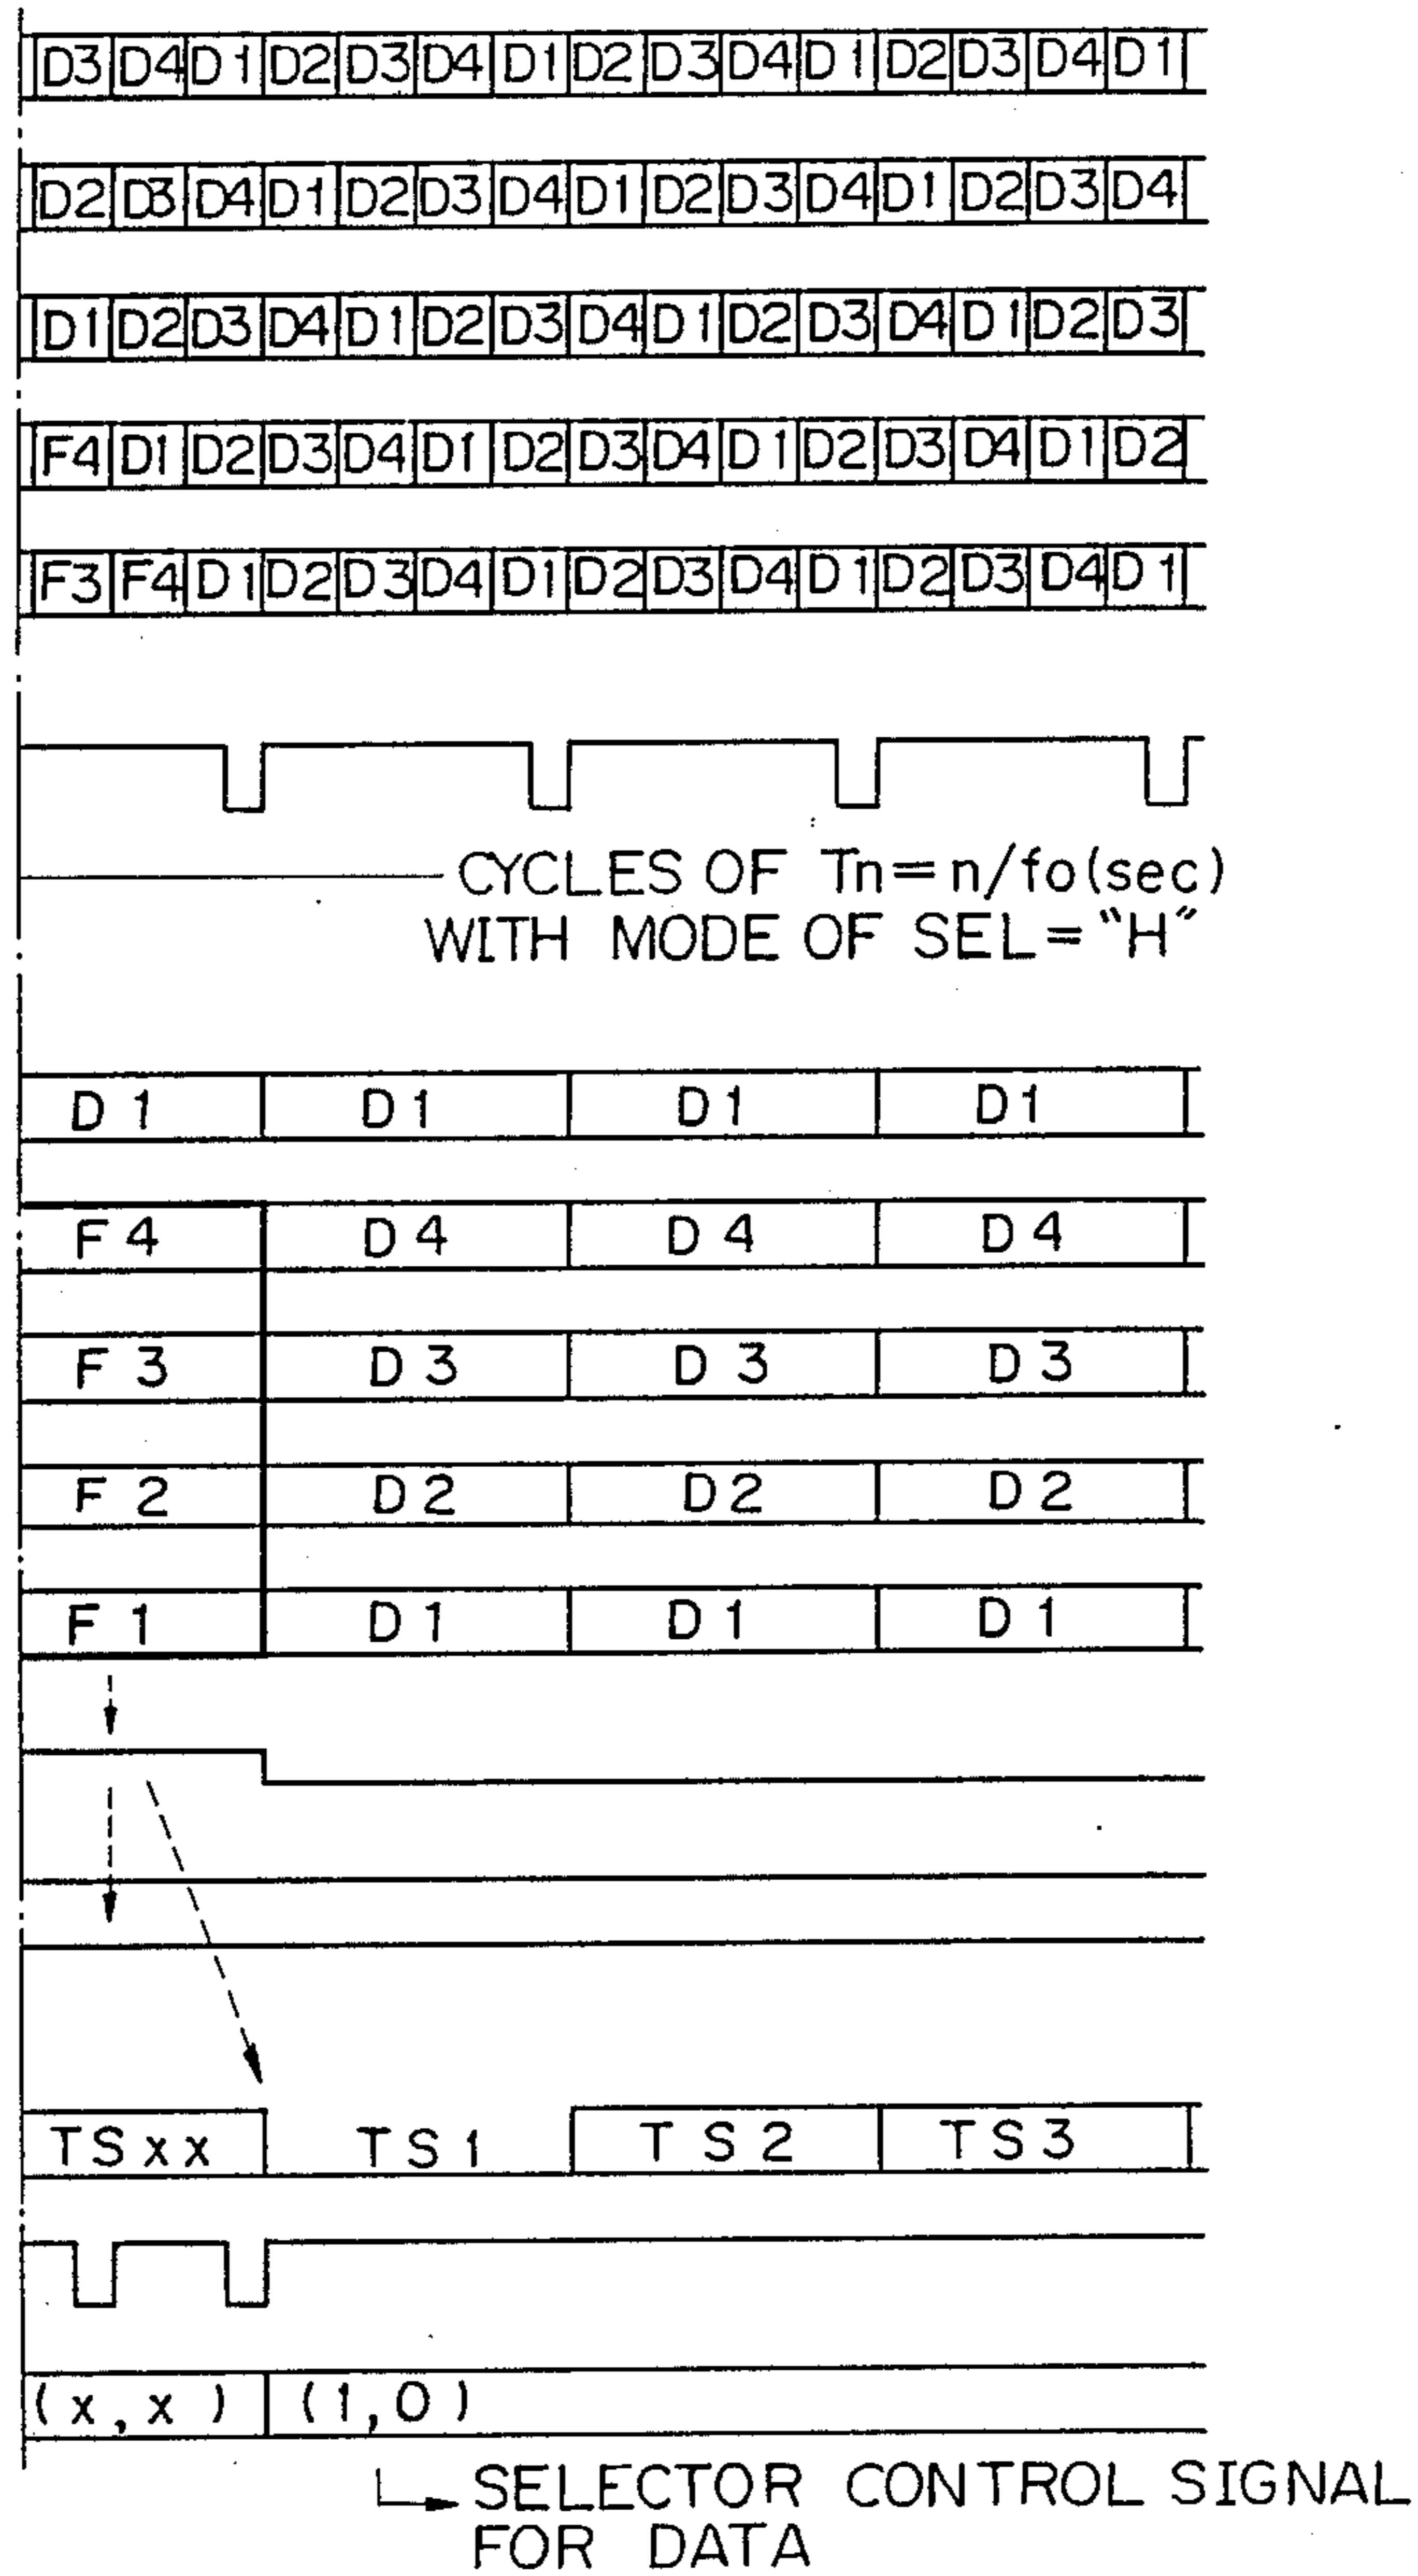 D3 D4 D1 D2 D3 D4 D1 D2 D3 D4 D1 D2 D3 D4 D1
D2 D3 D4 D1 D2 D3 D4 D1 D2 D3 D4 D1 D2 D3 D4
D1 D2 D3 D4 D1 D2 D3 D4 D1 D2 D3 D4 D1 D2 D3
F4 D1 D2 D3 D4 D1 D2 D3 D4 D1 D2 D3 D4 D1 D2
F3 F4 D1 D2 D3 D4 D1 D2 D3 D4 D1 D2 D3 D4 D1
CYCLES OF Tn=n/fo(sec)
WITH MODE OF SEL="H"
D1 D1 D1 D1
F4 D4 D4 D4
F3 D3 D3 D3
F2 D2 D2 D2
F1 D1 D1 D1
TSxx TS1 TS2 TS3
(x,x) (1,0)
SELECTOR CONTROL SIGNAL
FOR DATA